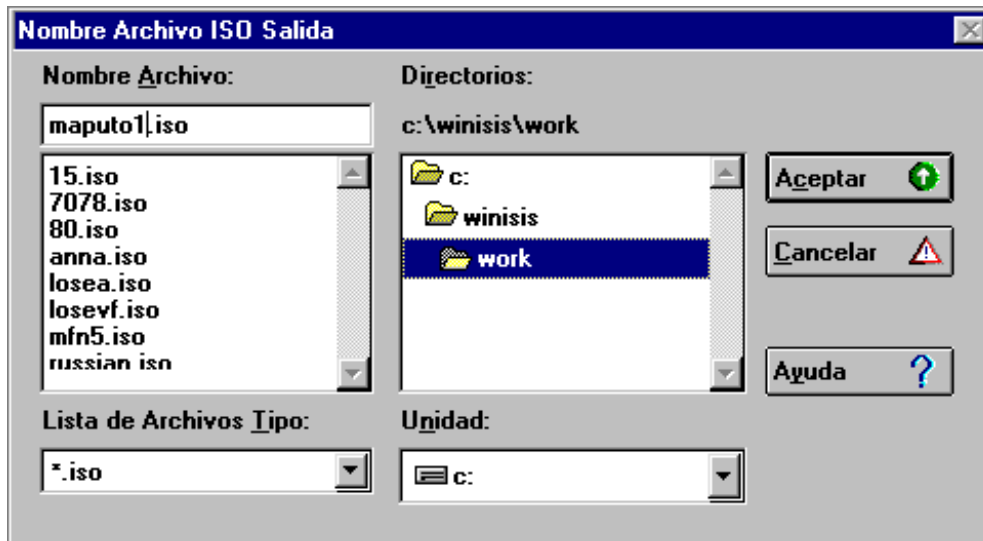 Nombre Archivo ISO Salida
Nombre Archivo:
maputo1.iso
15.iso
7078.iso
80.iso
anna.iso
losea.iso
losevf.iso
mfn5.iso
russian.iso
Lista de Archivos Tipo:
*.iso
Directorios:
c:\winisis\work
c:
winisis
work
Unidad:
c:
Aceptar
Cancelar
Ayuda